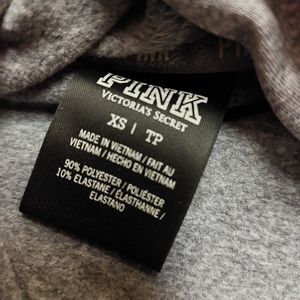 PINK
VICTORIA'S SECRET
XS | TP
MADE IN VIETNAM / FAIT AU
VIETNAM / HECHO EN VIETNAM
90% POLYESTER / POLIÉSTER
10% ELASTANE / ÉLASTHANNE /
ELASTANO